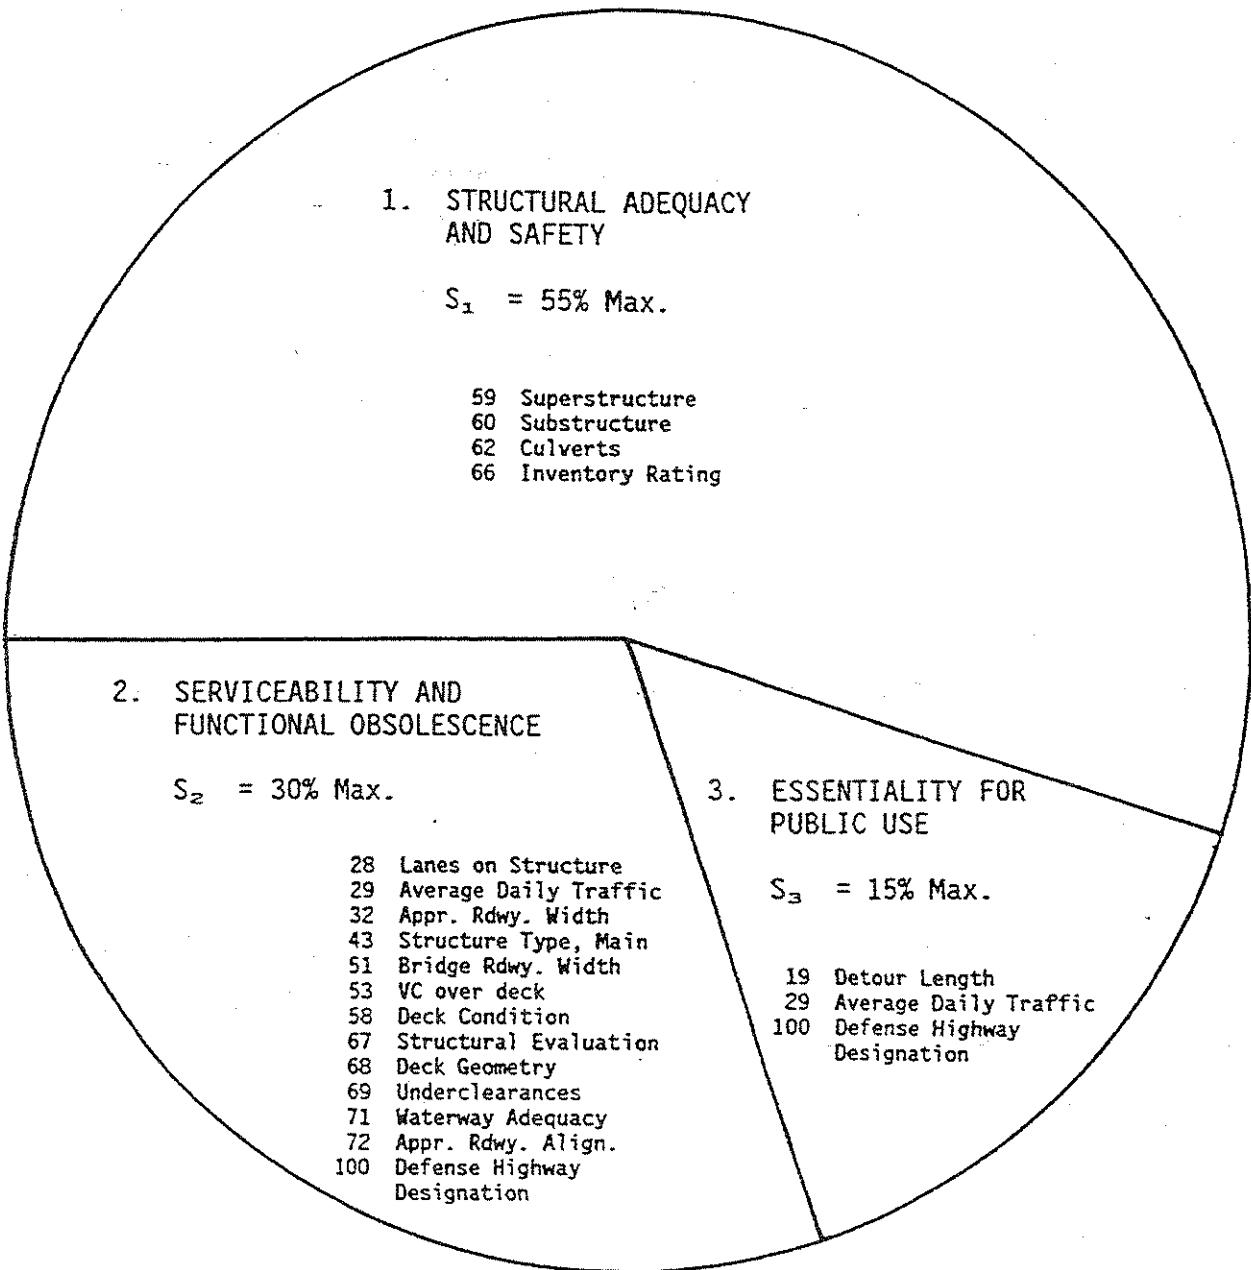 1. STRUCTURAL ADEQUACY
AND SAFETY
S₁ = 55% Max.
59 Superstructure
60 Substructure
62 Culverts
66 Inventory Rating
2. SERVICEABILITY AND
FUNCTIONAL OBSOLESCENCE
S₂ = 30% Max.
28 Lanes on Structure
29 Average Daily Traffic
32 Appr. Rdwy. Width
43 Structure Type, Main
51 Bridge Rdwy. Width
53 VC over deck
58 Deck Condition
67 Structural Evaluation
68 Deck Geometry
69 Underclearances
71 Waterway Adequacy
72 Appr. Rdwy. Align.
100 Defense Highway
Designation
3. ESSENTIALITY FOR
PUBLIC USE
S₃ = 15% Max.
19 Detour Length
29 Average Daily Traffic
100 Defense Highway
Designation